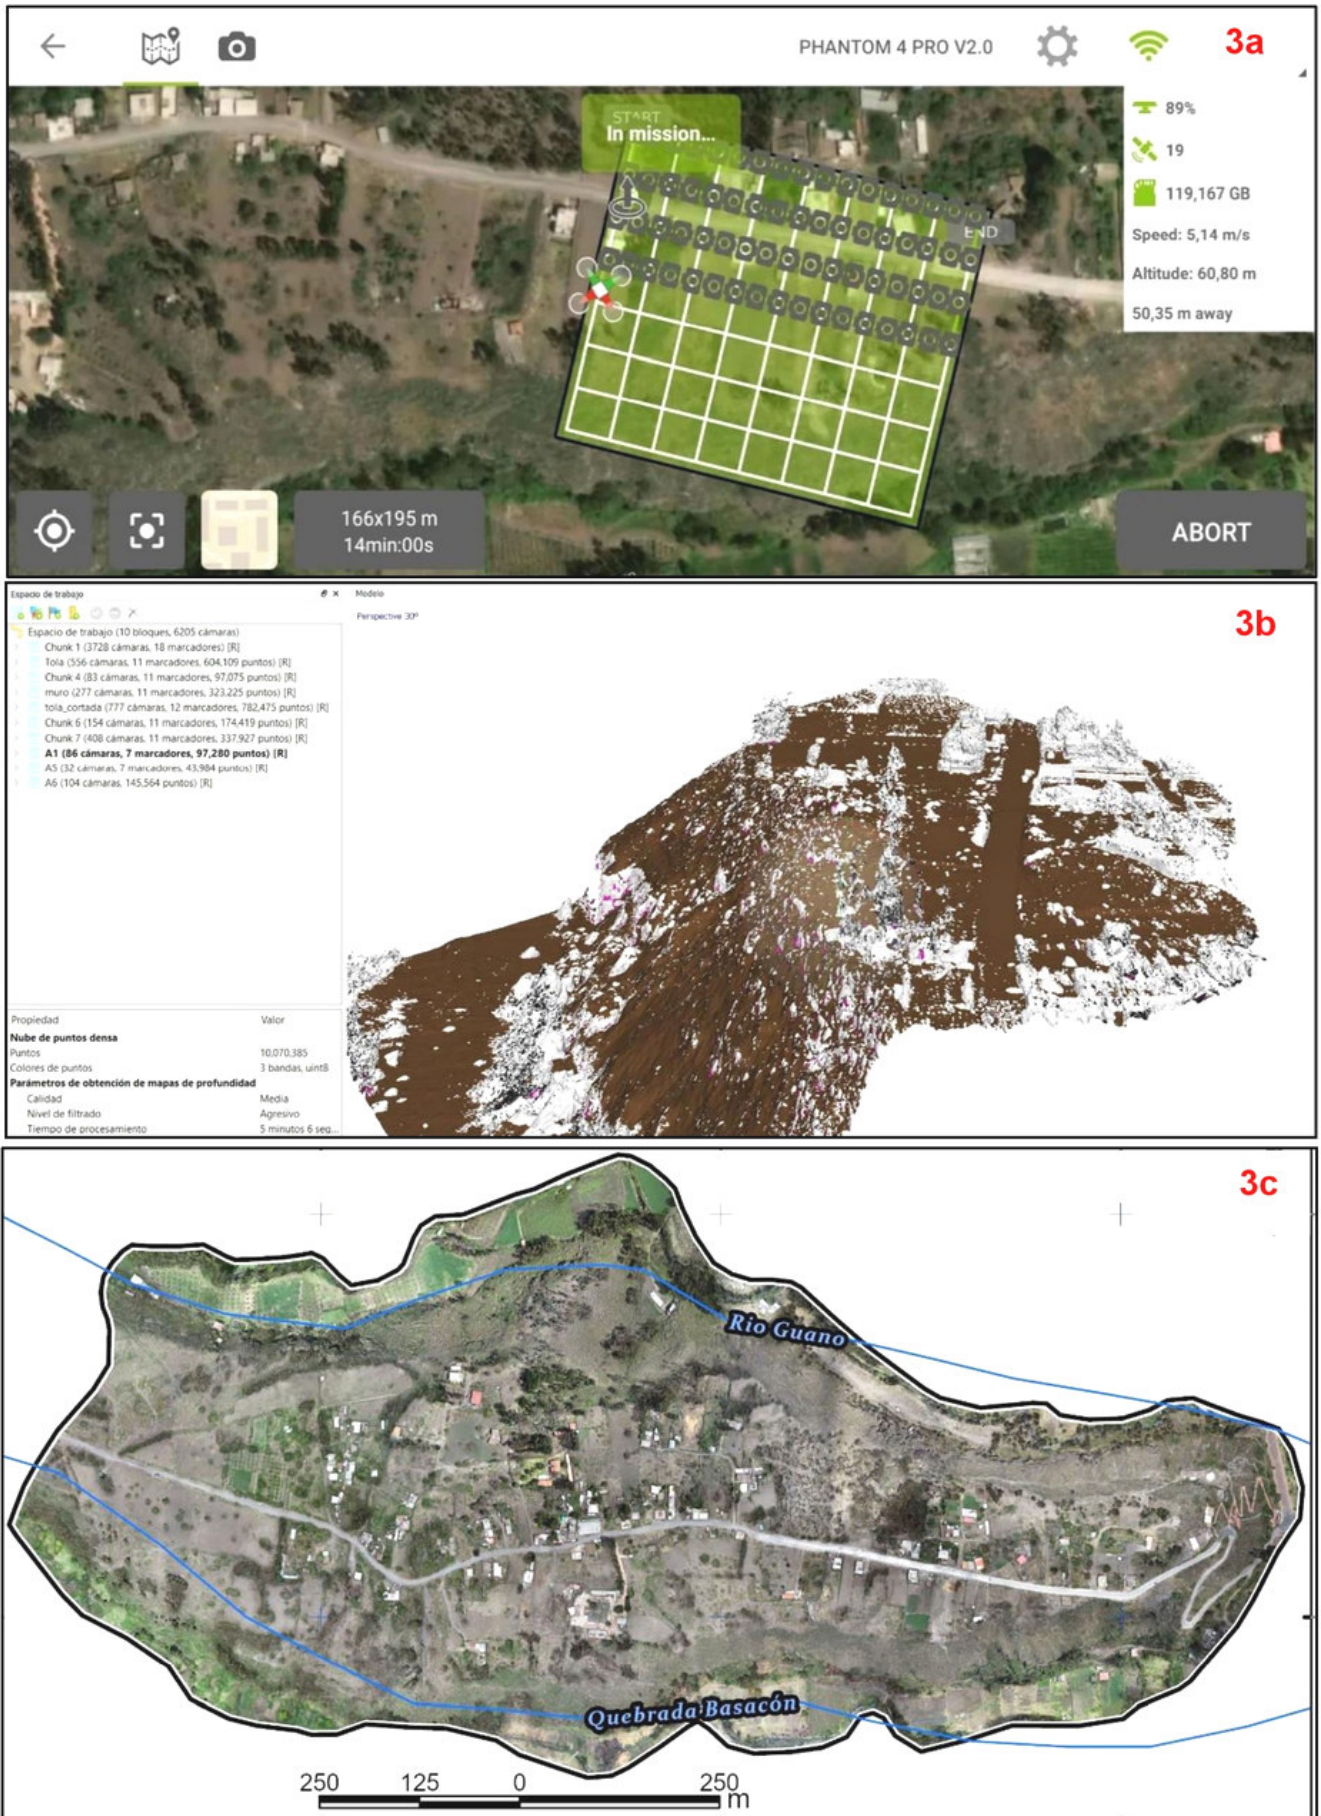 PHANTOM 4 PRO V2.0
3a
START
In mission...
89%
19
119,167 GB
END
Speed: 5,14 m/s
Altitude: 60,80 m
50,35 m away
166x195 m
14min:00s
ABORT
Espacio de trabajo
Modelo
Perspective 30°
3b
Espacio de trabajo (10 bloques, 6205 cámaras)
Chunk 1 (3728 cámaras, 18 marcadores) [R]
Tola (556 cámaras, 11 marcadores, 604,109 puntos) [R]
Chunk 4 (83 cámaras, 11 marcadores, 97,075 puntos) [R]
muro (277 cámaras, 11 marcadores, 323,225 puntos) [R]
tola_cortada (777 cámaras, 12 marcadores, 782,475 puntos) [R]
Chunk 6 (154 cámaras, 11 marcadores, 174,419 puntos) [R]
Chunk 7 (408 cámaras, 11 marcadores, 337,927 puntos) [R]
A1 (86 cámaras, 7 marcadores, 97,280 puntos) [R]
A5 (32 cámaras, 7 marcadores, 43,984 puntos) [R]
A6 (104 cámaras, 145,564 puntos) [R]
Propiedad Valor
Nube de puntos densa
Puntos 10,070,385
Colores de puntos 3 bandas, uint8
Parámetros de obtención de mapas de profundidad
Calidad Media
Nivel de filtrado Agresivo
Tiempo de procesamiento 5 minutos 6 seg...
3c
Rio Guano
Quebrada Basacón
250 125 0 250
m